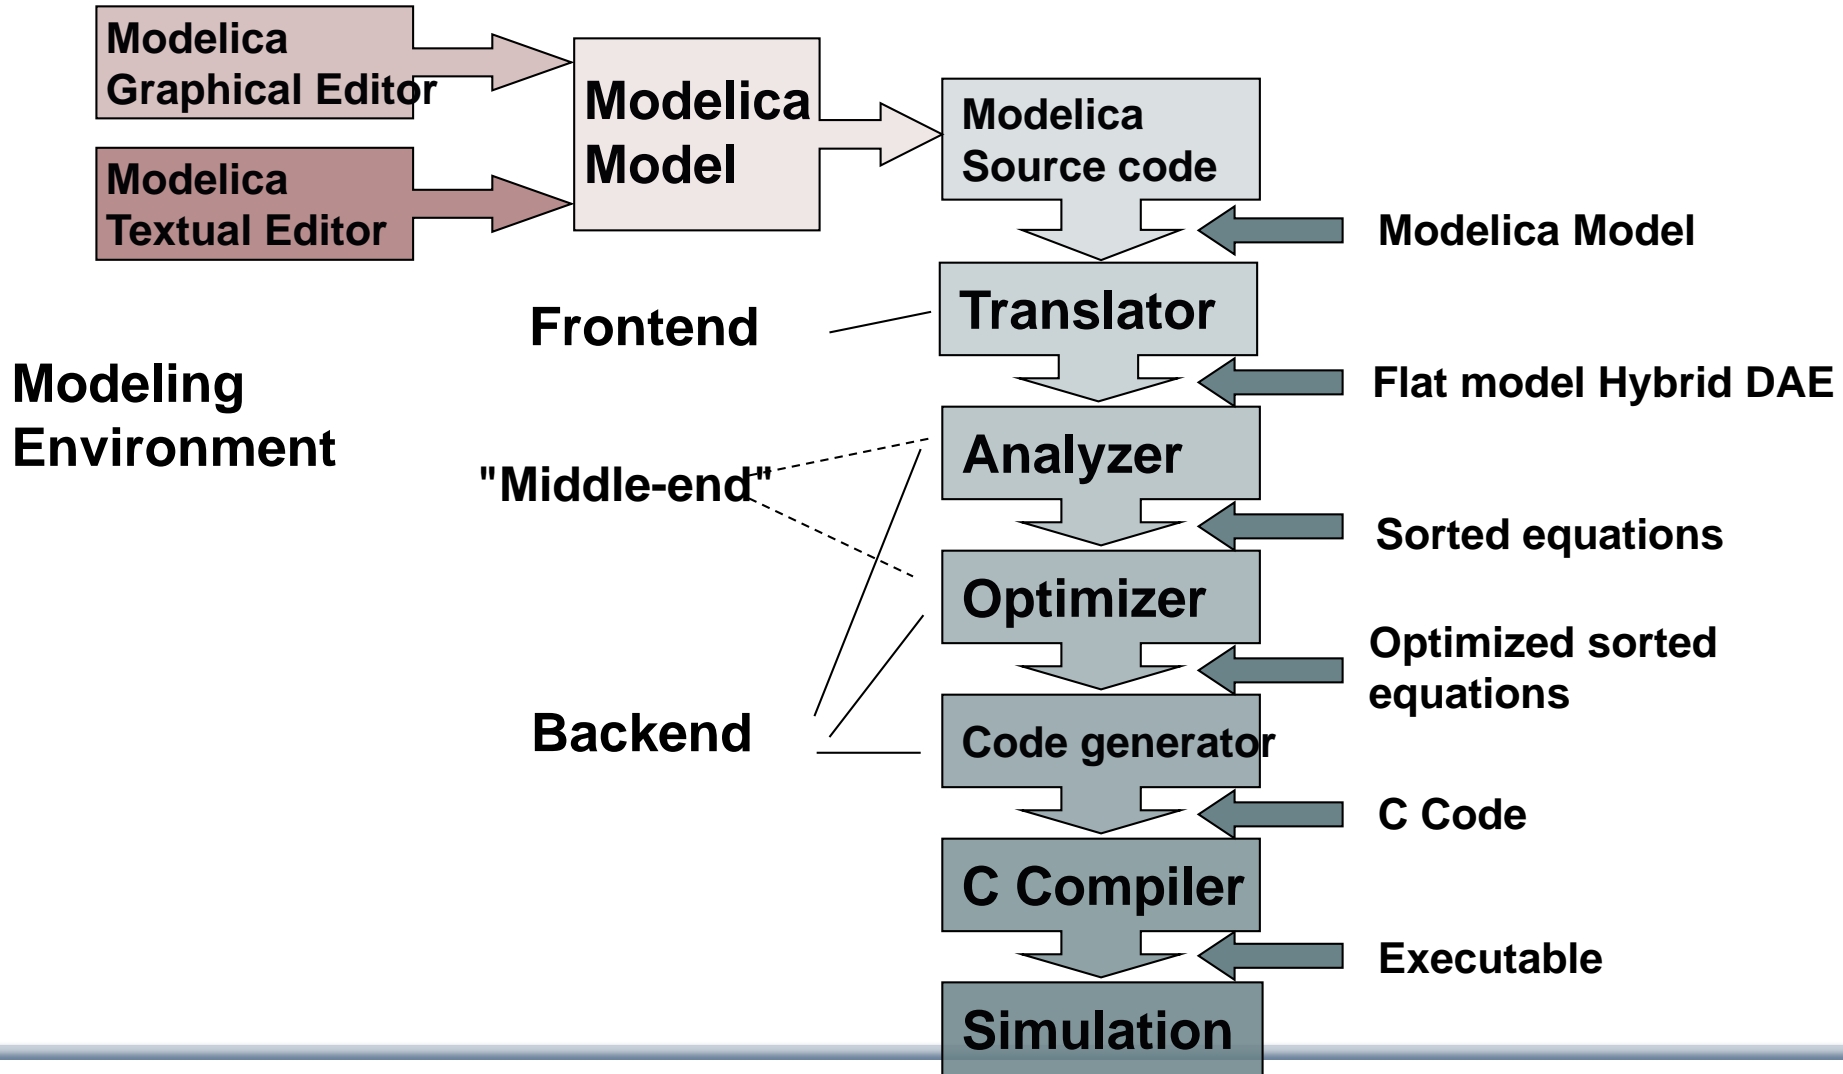 Modelica
Graphical Editor
Modelica
Textual Editor
Modelica
Model
Modelica
Source code
Modelica Model
Translator
Frontend
Flat model Hybrid DAE
Modeling
Environment
Analyzer
"Middle-end"
Sorted equations
Optimizer
Optimized sorted
equations
Backend
Code generator
C Code
C Compiler
Executable
Simulation